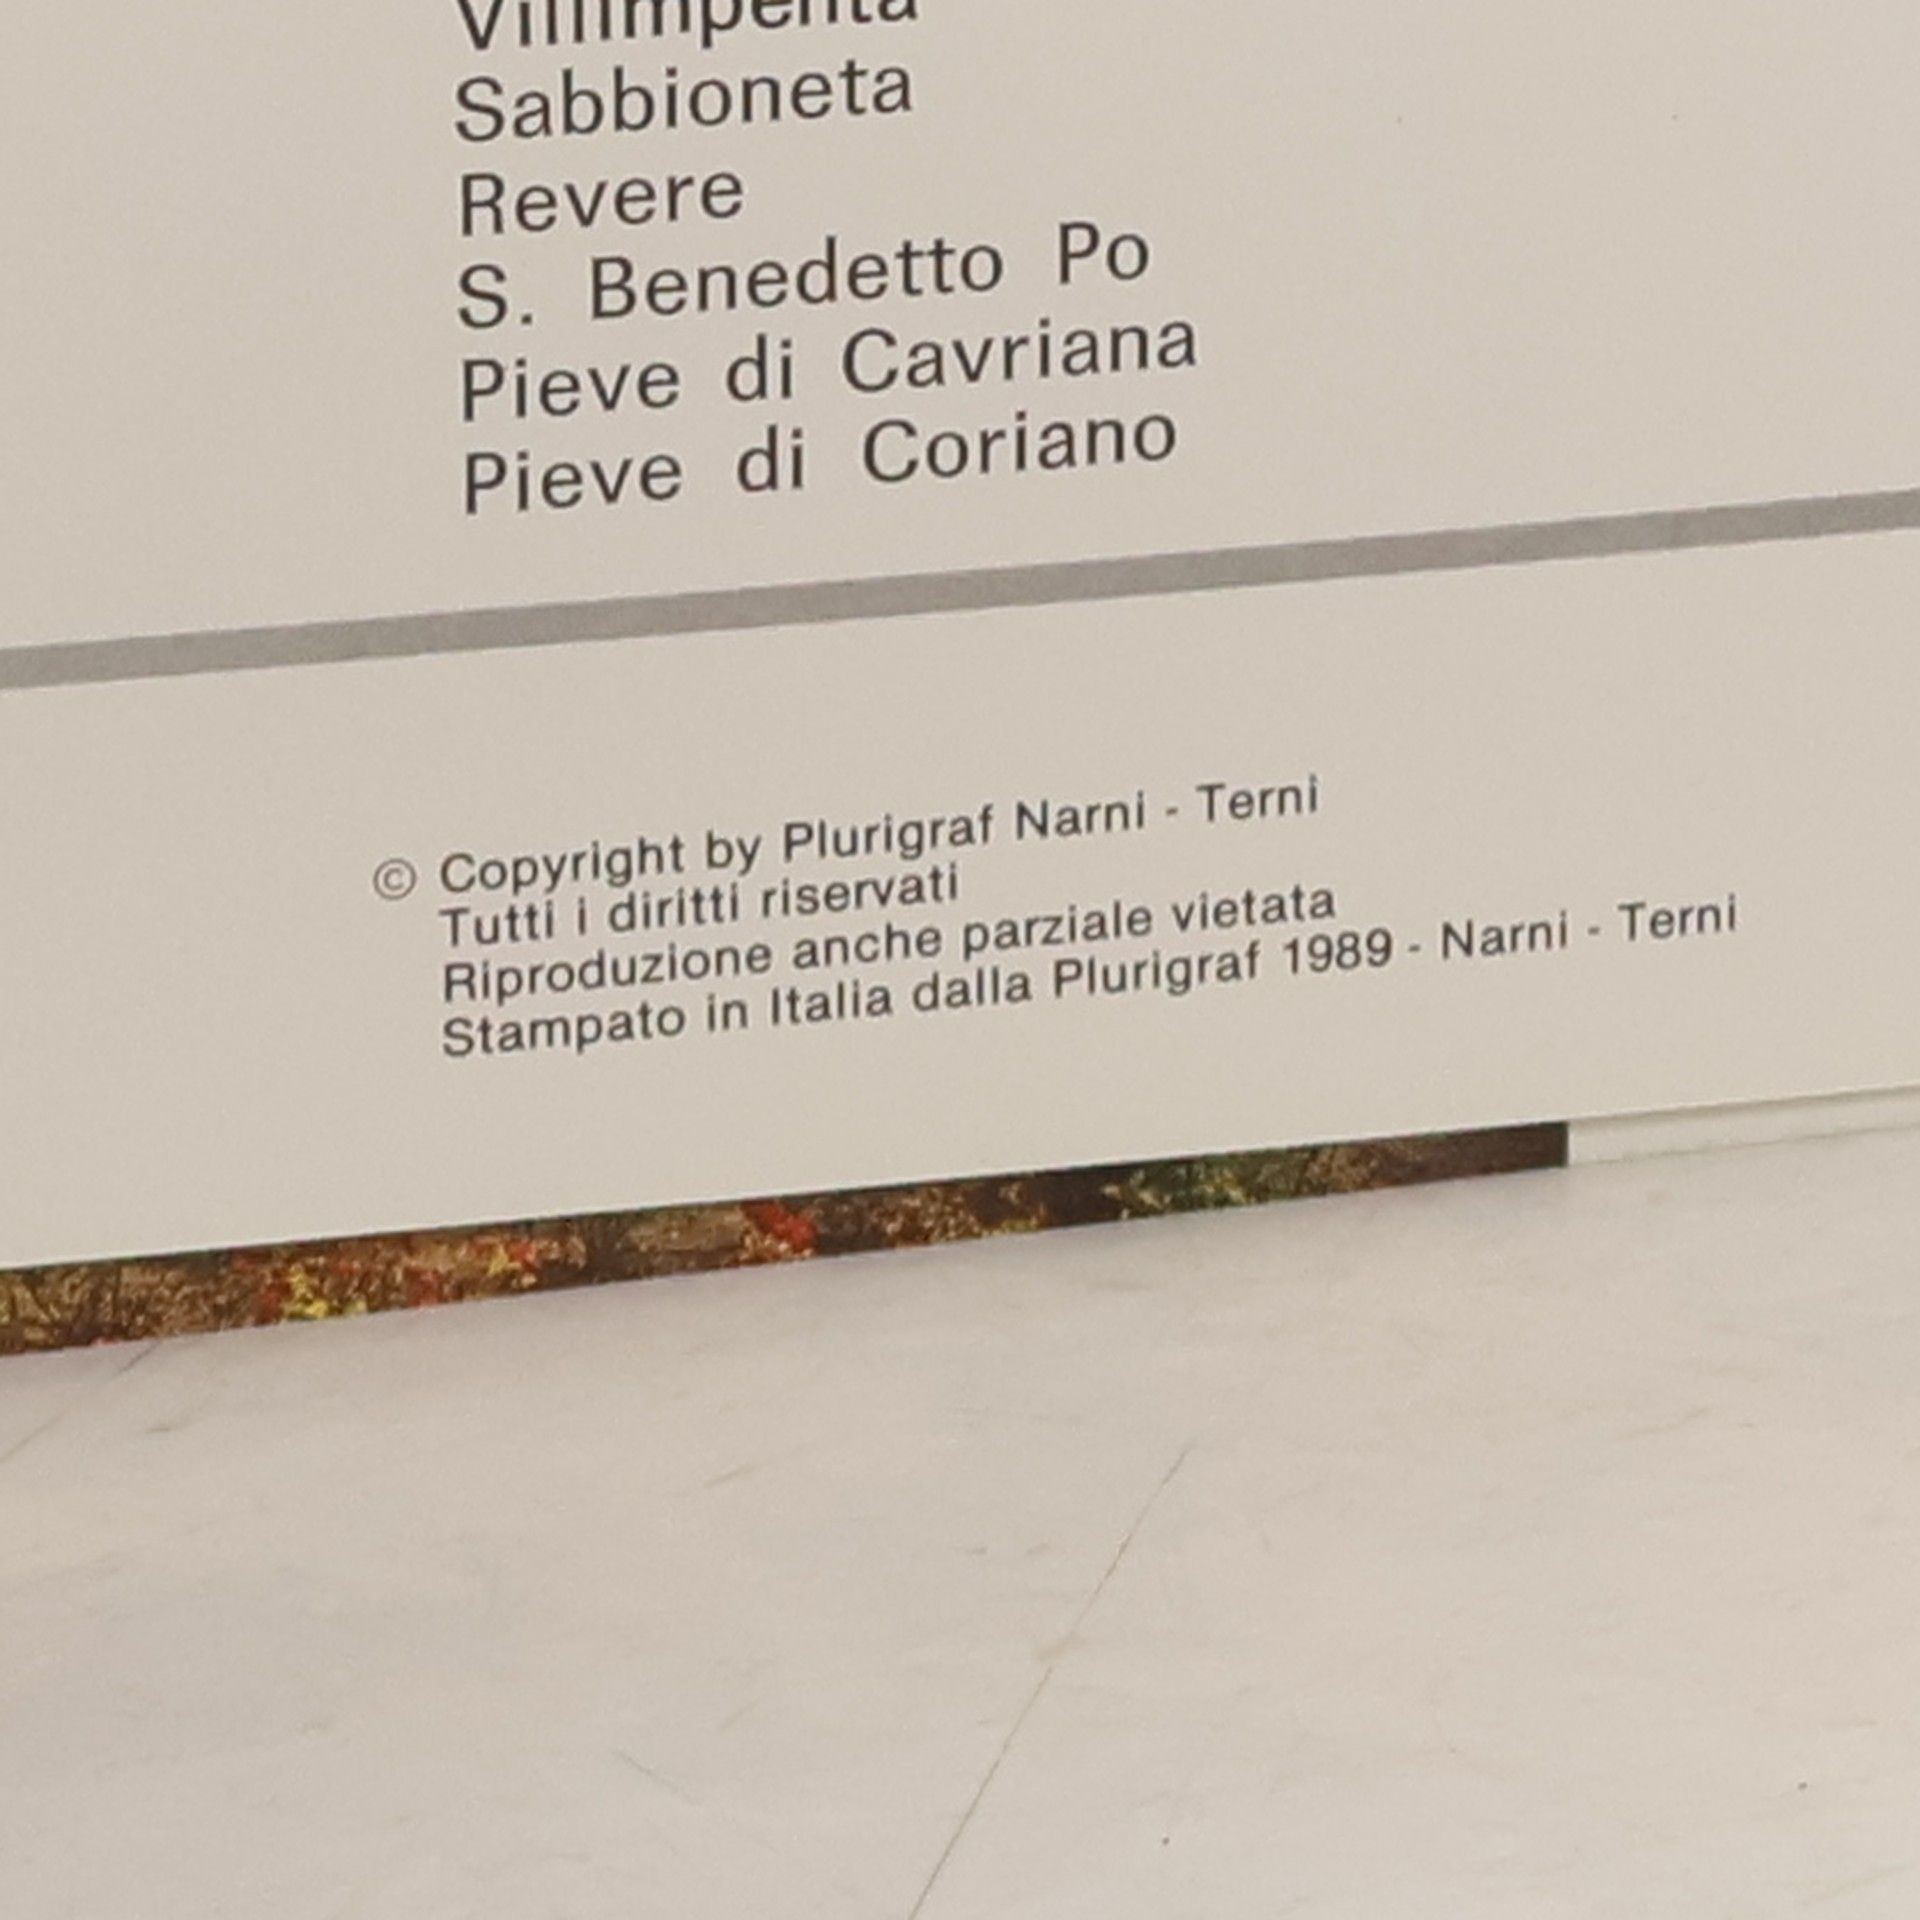 Villimpenta
Sabbioneta
Revere
S. Benedetto Po
Pieve di Cavriana
Pieve di Coriano
© Copyright by Plurigraf Narni - Terni
Tutti i diritti riservati
Riproduzione anche parziale vietata
Stampato in Italia dalla Plurigraf 1989 - Narni - Terni